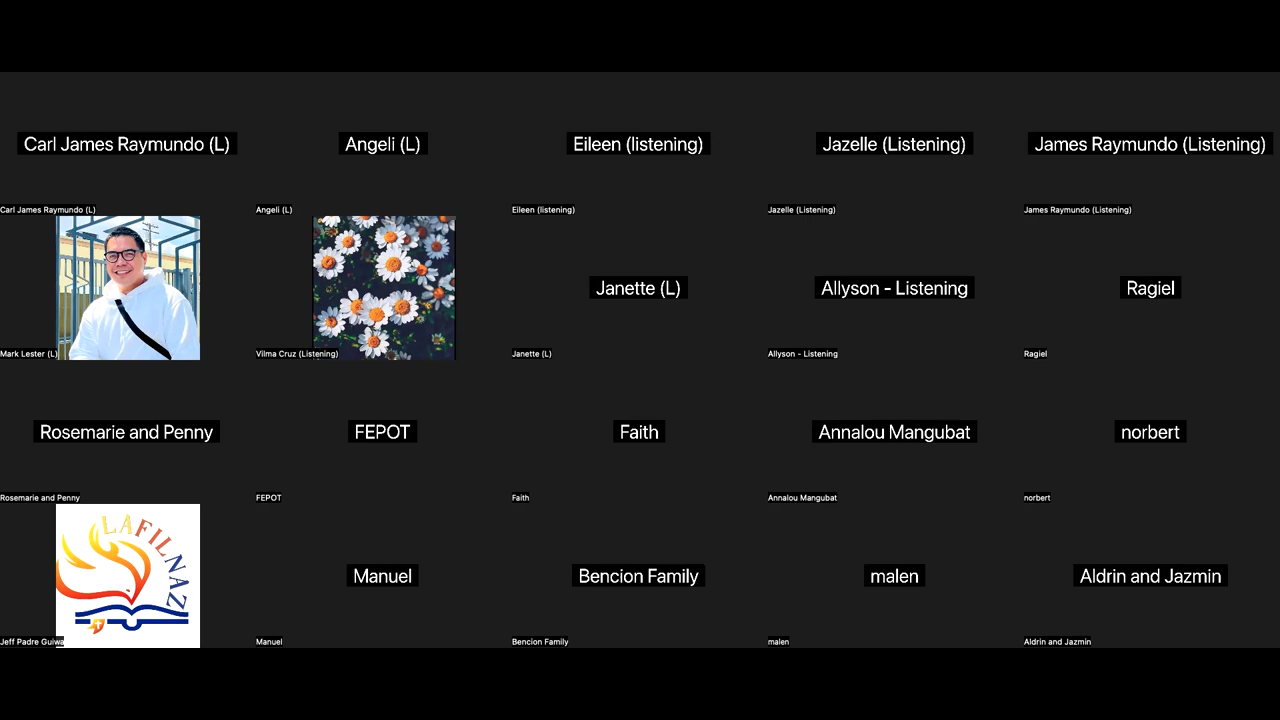 Carl James Raymundo (L)
Angeli (L)
Eileen (listening)
Jazelle (Listening)
James Raymundo (Listening)
Carl James Raymundo (L)
Angeli (L)
Eileen (listening)
Jazelle (Listening)
James Raymundo (Listening)
Janette (L)
Allyson - Listening
Ragiel
Mark Lester (L)
Vilma Cruz (Listening)
Janette (L)
Allyson - Listening
Ragiel
Rosemarie and Penny
FEPOT
Faith
Annalou Mangubat
norbert
Rosemarie and Penny
FEPOT
Faith
Annalou Mangubat
norbert
LAFILNAZ
Manuel
Bencion Family
malen
Aldrin and Jazmin
Jeff Padre Guiwa
Manuel
Bencion Family
malen
Aldrin and Jazmin